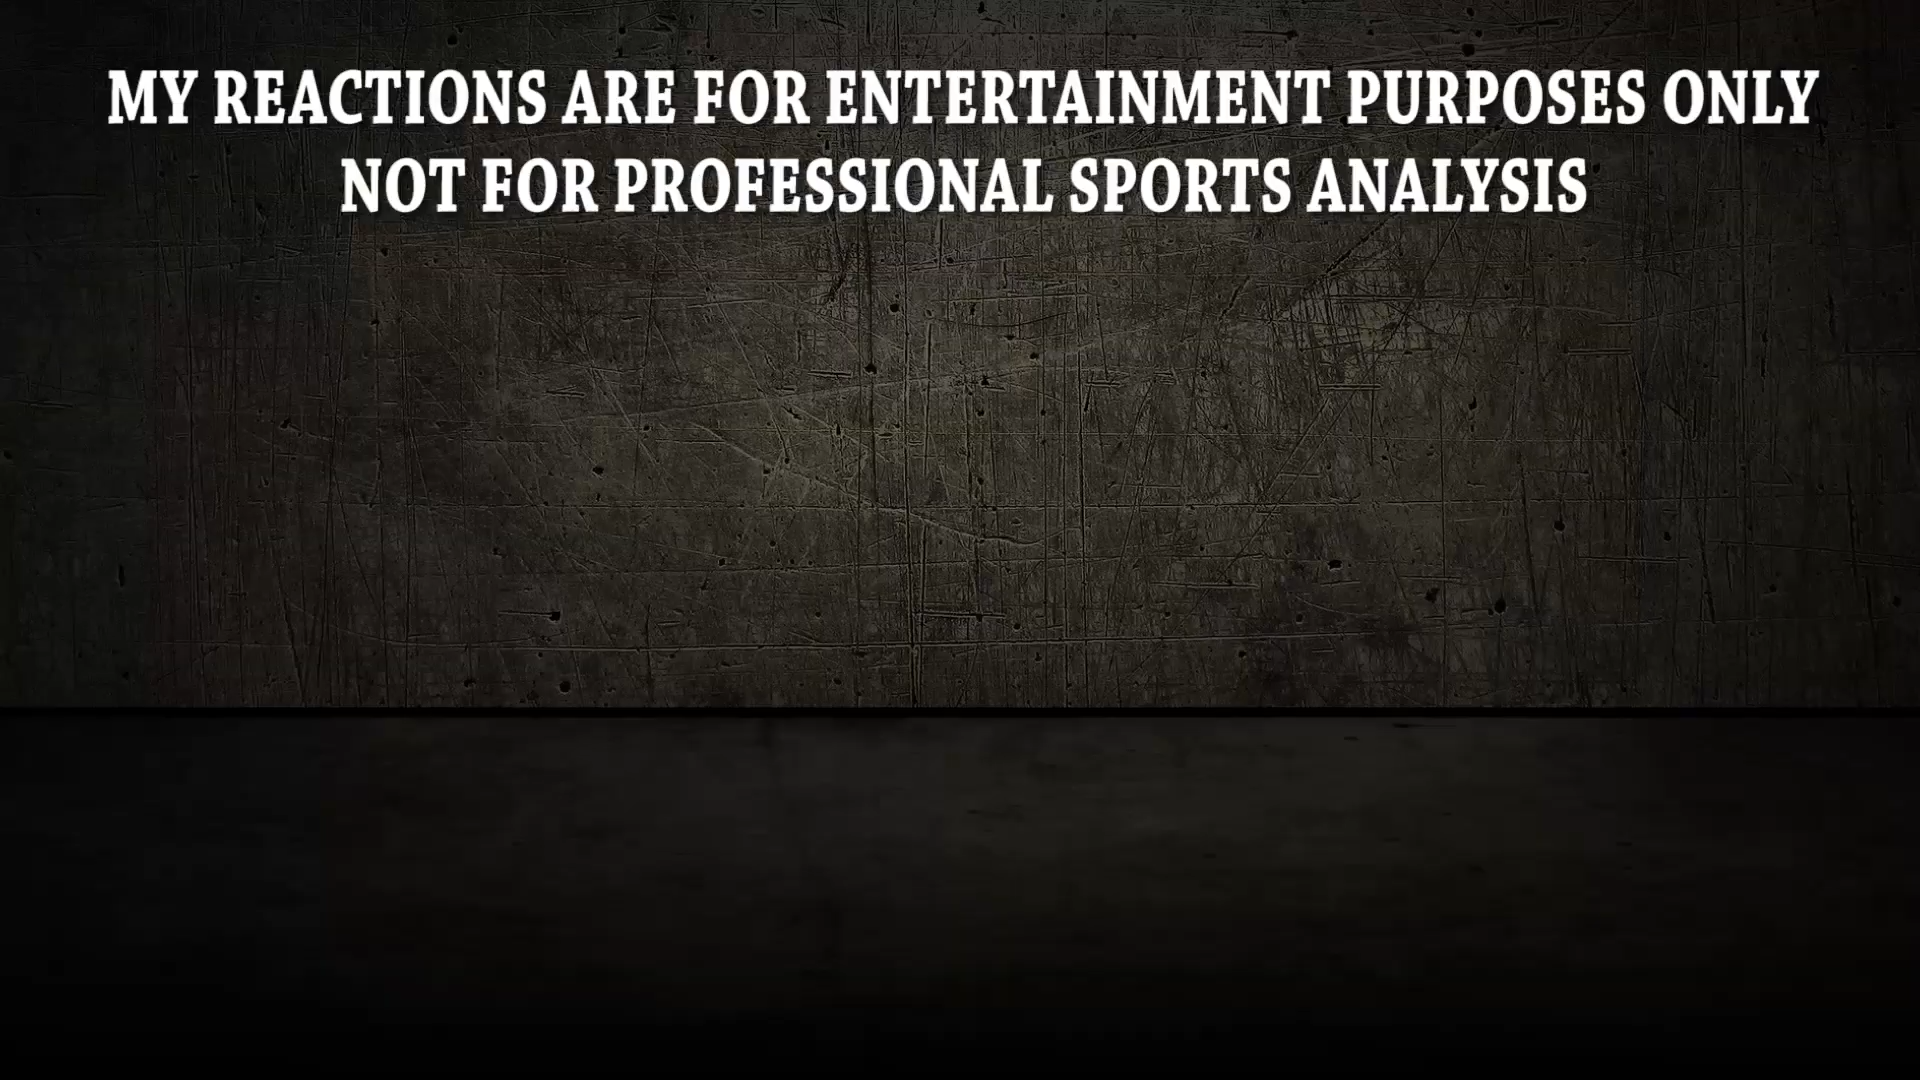 MY REACTIONS ARE FOR ENTERTAINMENT PURPOSES ONLY
NOT FOR PROFESSIONAL SPORTS ANALYSIS